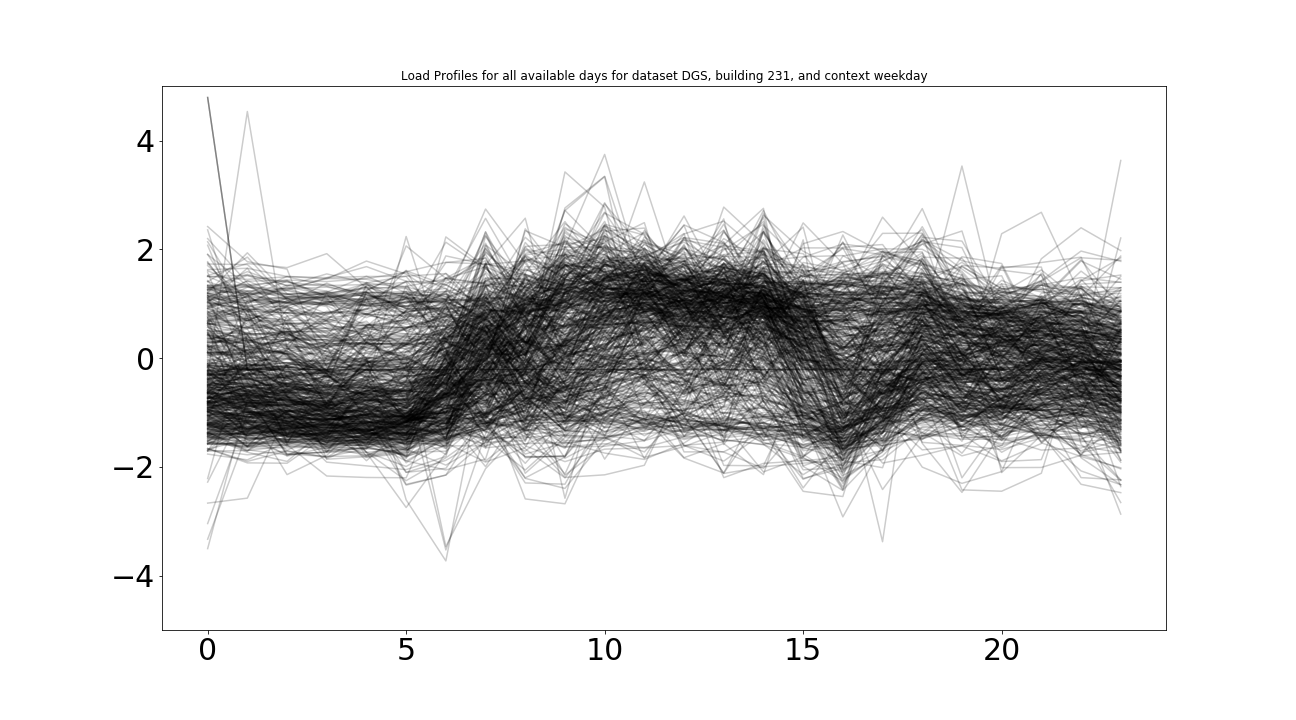 Load Profiles for all available days for dataset DGS, building 231, and context weekday
4
2
0
−2
−4
0 5 10 15 20